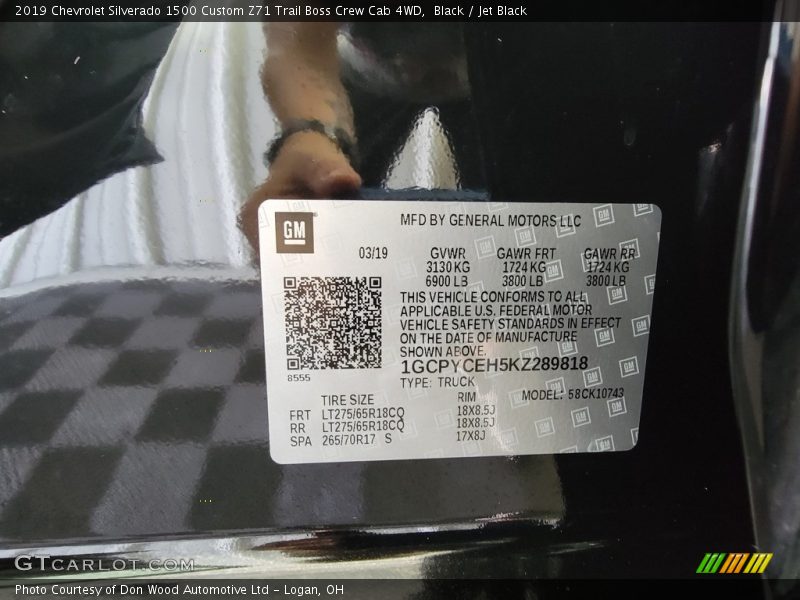 2019 Chevrolet Silverado 1500 Custom Z71 Trail Boss Crew Cab 4WD, Black / Jet Black
GM
MFD BY GENERAL MOTORS LLC
03/19 GVWR GAWR FRT GAWR RR
3130 KG 1724 KG 1724 KG
6900 LB 3800 LB 3800 LB
THIS VEHICLE CONFORMS TO ALL
APPLICABLE U.S. FEDERAL MOTOR
VEHICLE SAFETY STANDARDS IN EFFECT
ON THE DATE OF MANUFACTURE
SHOWN ABOVE.
1GCPYCEH5KZ289818
8555
TYPE: TRUCK
MODEL: 58CK10743
TIRE SIZE RIM
FRT LT275/65R18CQ 18X8.5J
RR LT275/65R18CQ 18X8.5J
SPA 265/70R17 S 17X8J
GTCARLOT.COM
Photo Courtesy of Don Wood Automotive Ltd - Logan, OH